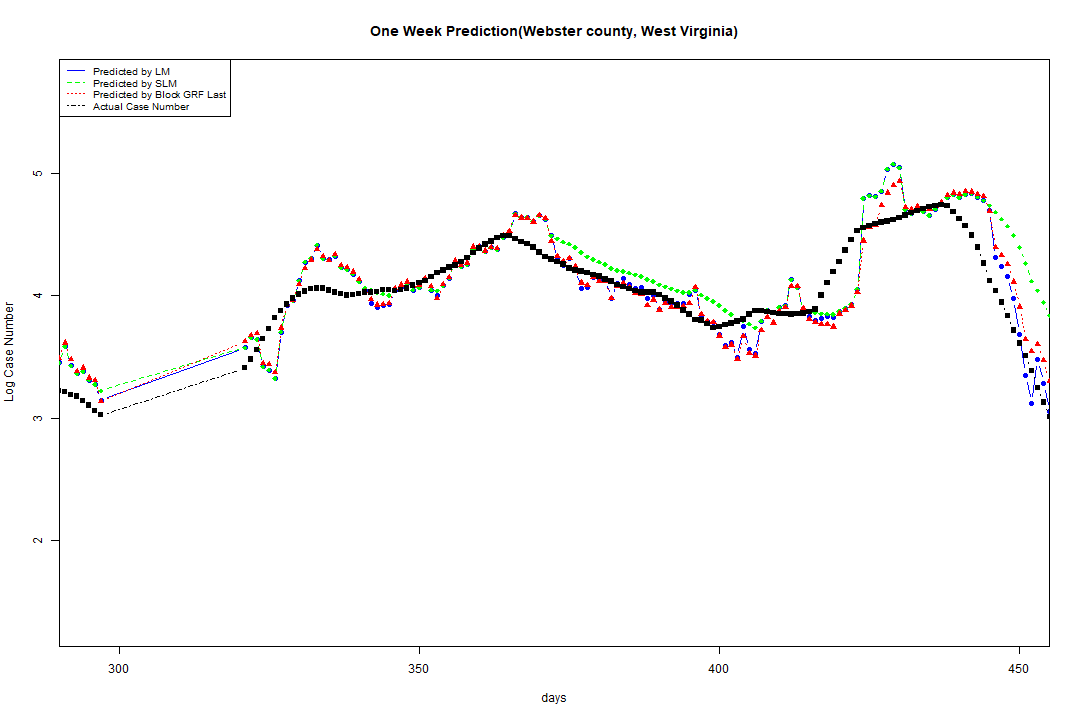 One Week Prediction(Webster county, West Virginia)
Predicted by LM
Predicted by SLM
Predicted by Block GRF Last
Actual Case Number
Log Case Number
5
4
3
2
300
350
400
450
days